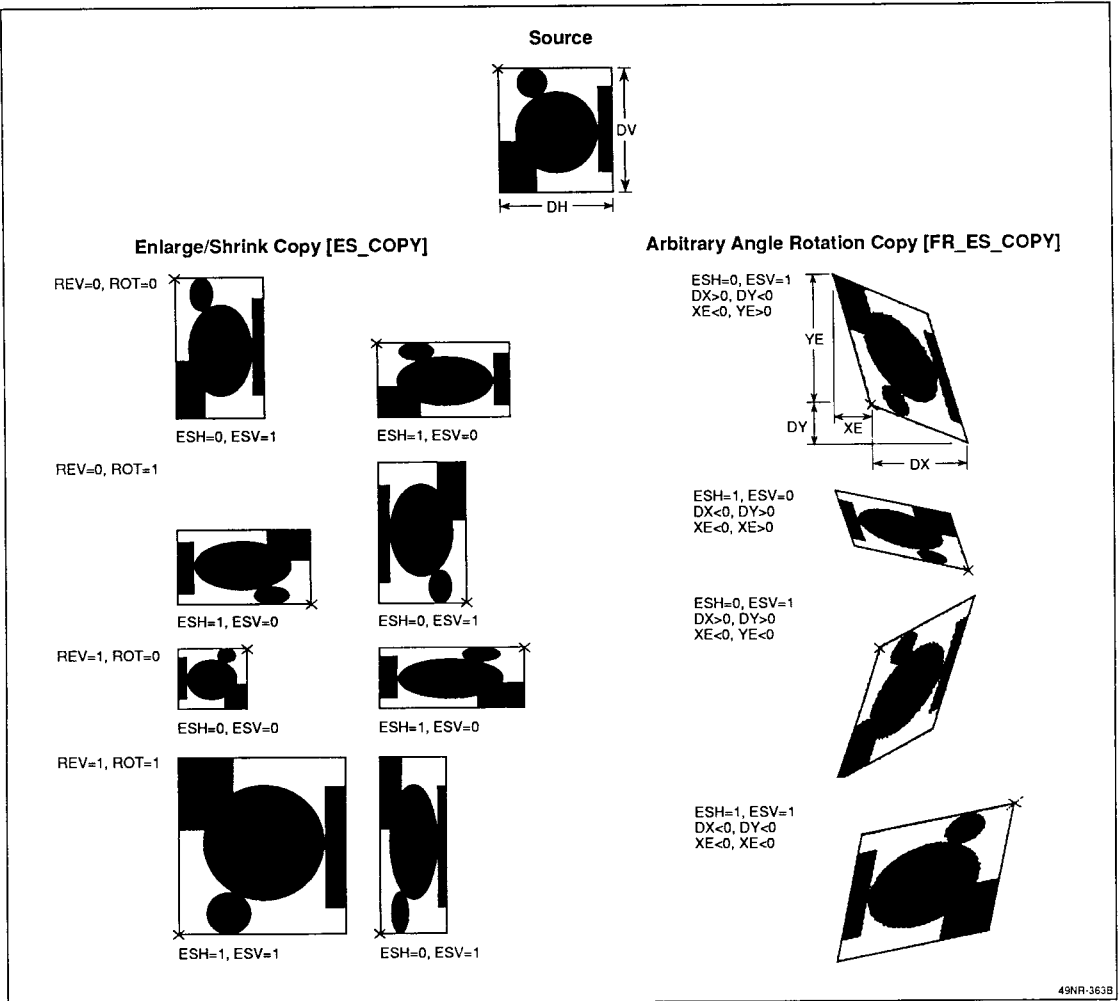 Source
DV
DH
Enlarge/Shrink Copy [ES_COPY]
REV=0, ROT=0
ESH=0, ESV=1
ESH=1, ESV=0
REV=0, ROT=1
ESH=1, ESV=0
ESH=0, ESV=1
REV=1, ROT=0
ESH=0, ESV=0
ESH=1, ESV=0
REV=1, ROT=1
ESH=1, ESV=1
ESH=0, ESV=1
Arbitrary Angle Rotation Copy [FR_ES_COPY]
ESH=0, ESV=1
DX>0, DY<0
XE<0, YE>0
YE
DY
XE
DX
ESH=1, ESV=0
DX<0, DY>0
XE<0, XE>0
ESH=0, ESV=1
DX>0, DY>0
XE<0, YE<0
ESH=1, ESV=1
DX<0, DY<0
XE<0, XE<0
49NR-363B